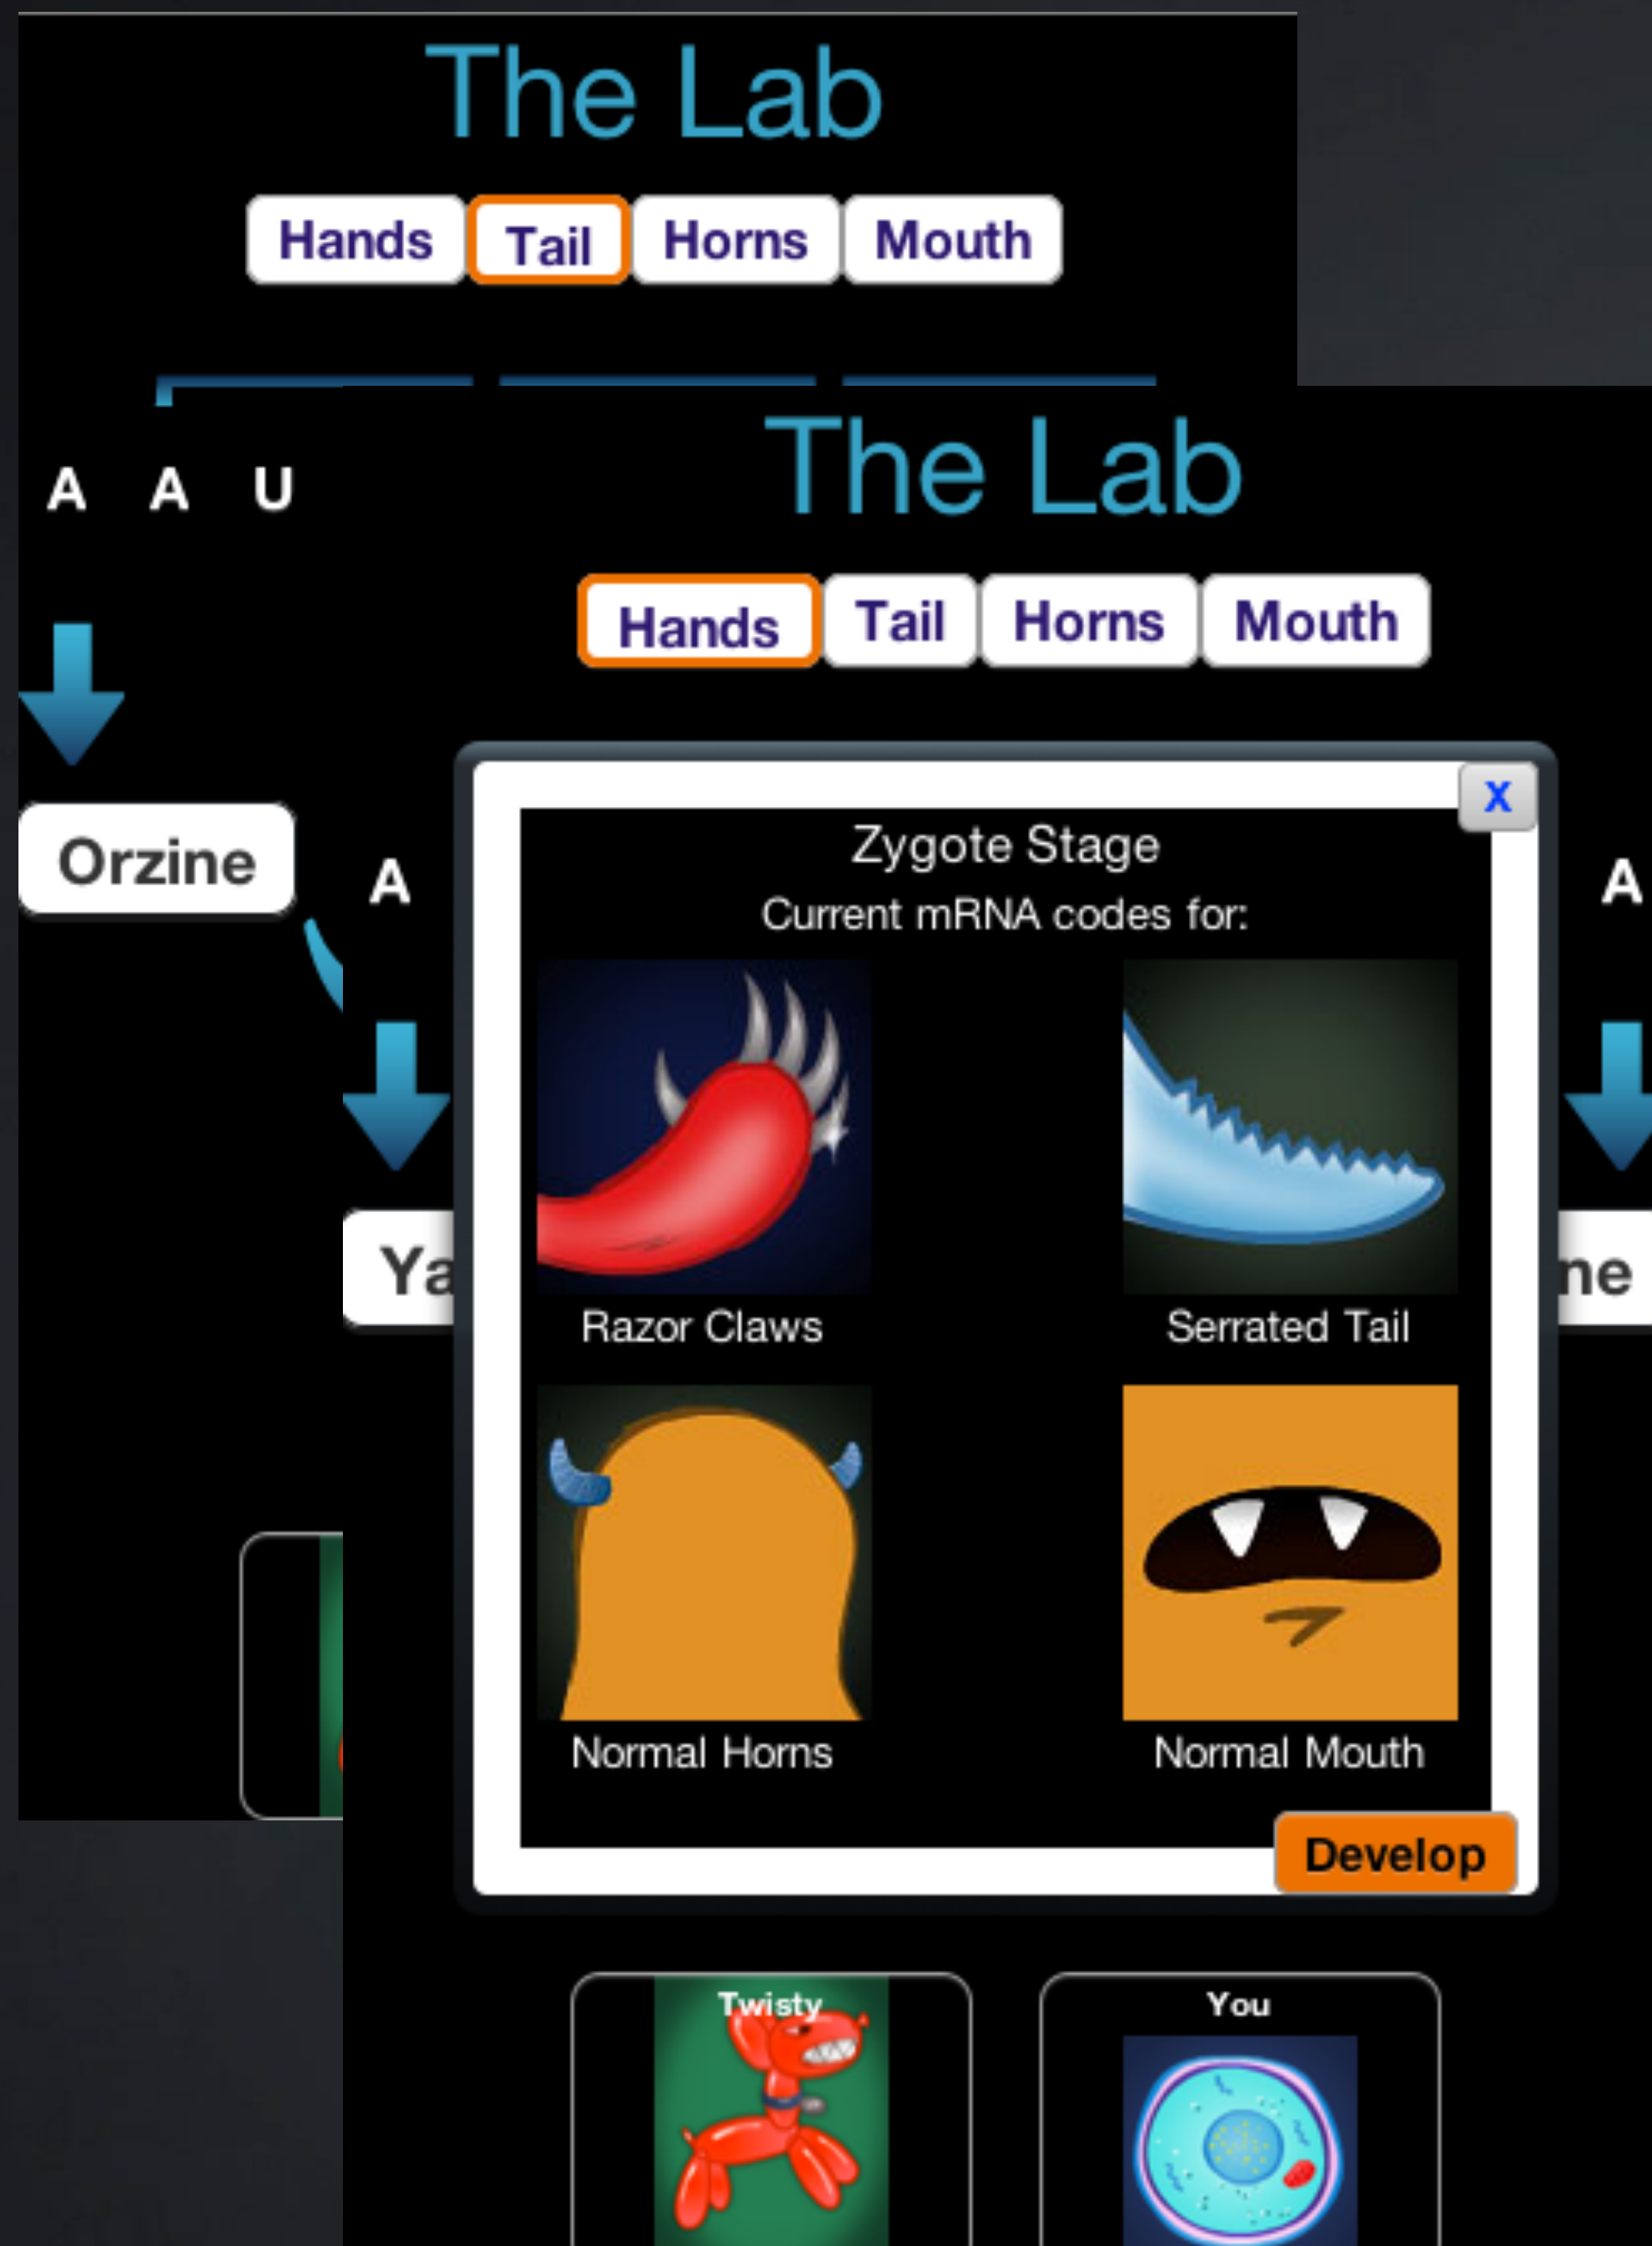 The Lab
Hands Tail Horns Mouth
A A U
Orzine
The Lab
Hands Tail Horns Mouth
A
A
X
Zygote Stage
Current mRNA codes for:
Razor Claws
Serrated Tail
Normal Horns
Normal Mouth
Develop
Twisty
You